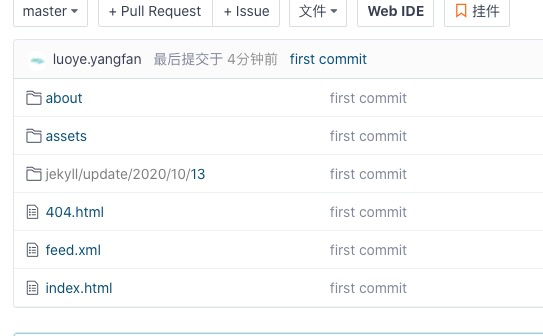 master + Pull Request + Issue 文件 Web IDE 挂件
luoye.yangfan 最后提交于 4分钟前 first commit
about first commit
assets first commit
jekyll/update/2020/10/13 first commit
404.html first commit
feed.xml first commit
index.html first commit